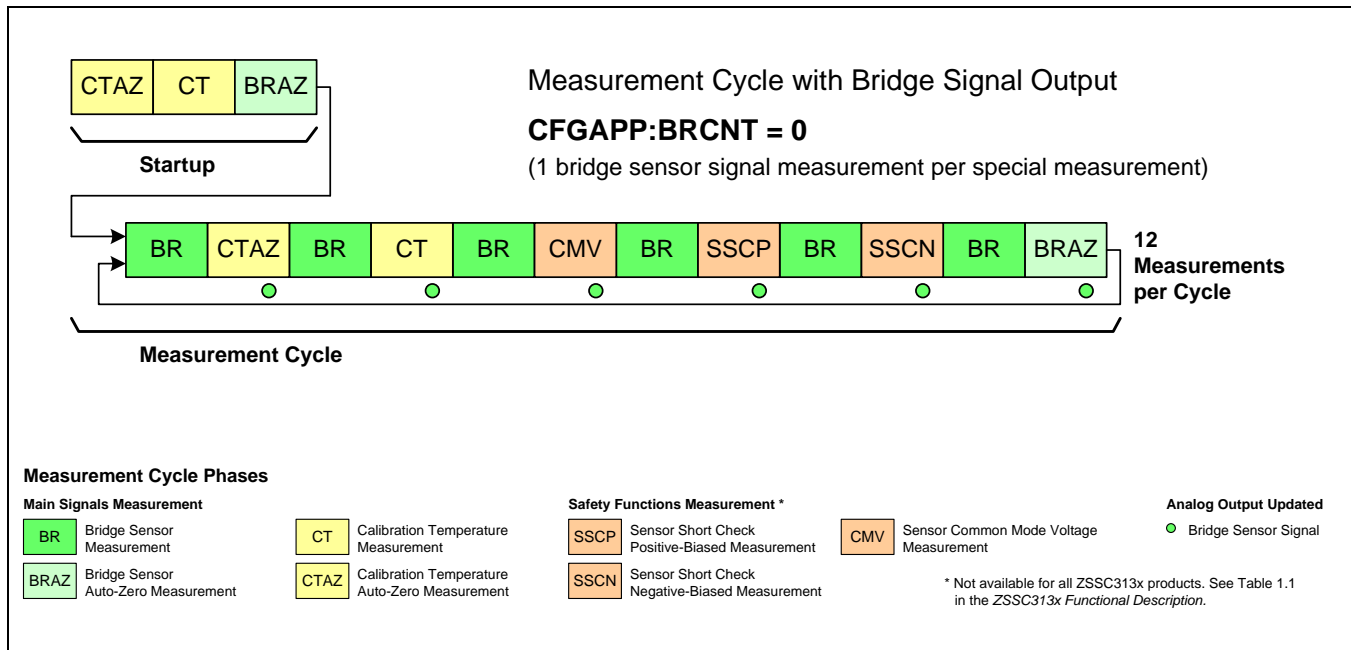 CTAZ CT BRAZ
Startup
Measurement Cycle with Bridge Signal Output
CFGAPP:BRCNT = 0
(1 bridge sensor signal measurement per special measurement)
BR CTAZ BR CT BR CMV BR SSCP BR SSCN BR BRAZ
12
Measurements
per Cycle
Measurement Cycle
Measurement Cycle Phases
Main Signals Measurement
BR
Bridge Sensor
Measurement
BRAZ
Bridge Sensor
Auto-Zero Measurement
CT
Calibration Temperature
Measurement
CTAZ
Calibration Temperature
Auto-Zero Measurement
Safety Functions Measurement *
SSCP
Sensor Short Check
Positive-Biased Measurement
SSCN
Sensor Short Check
Negative-Biased Measurement
CMV
Sensor Common Mode Voltage
Measurement
Analog Output Updated
Bridge Sensor Signal
* Not available for all ZSSC313x products. See Table 1.1
in the ZSSC313x Functional Description.